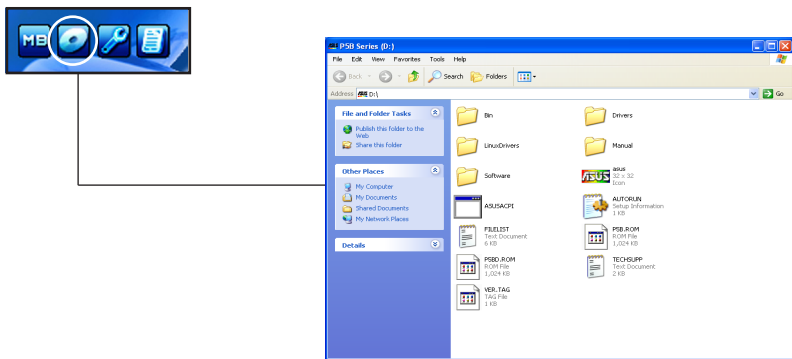 MB
P5B Series (D:)
File Edit View Favorites Tools Help
Back Search Folders
Address D:\ Go
File and Folder Tasks
Publish this folder to the
Web
Share this folder
Other Places
My Computer
My Documents
Shared Documents
My Network Places
Details
Bin
Drivers
LinuxDrivers
Manual
Software
ASUS
asus
32 x 32
Icon
ASUSACPI
AUTORUN
Setup Information
1 KB
FILELIST
Text Document
6 KB
P5B.ROM
ROM File
1,024 KB
P5BD.ROM
ROM File
1,024 KB
TECHSUPP
Text Document
2 KB
VER.TAG
TAG File
1 KB